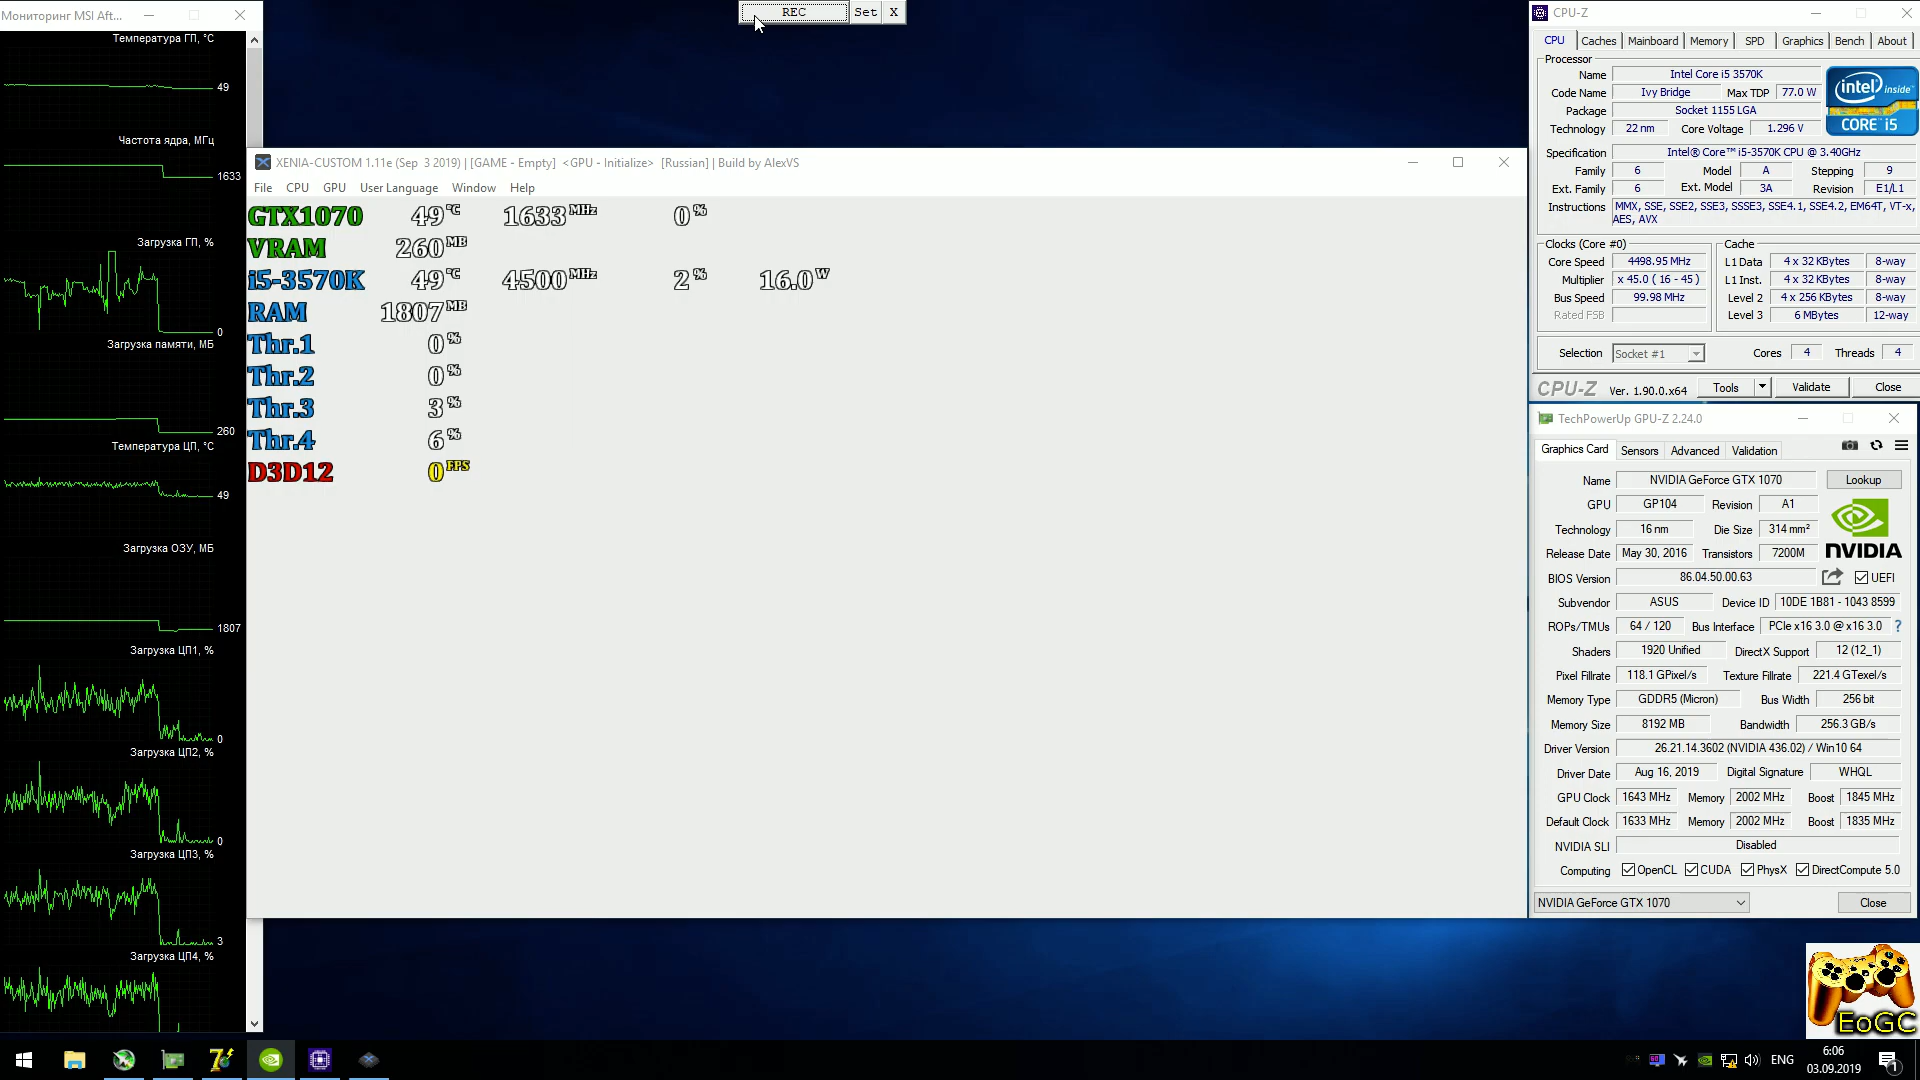 Мониторинг MSI Aft...
Температура ГП, °C
49
Частота ядра, МГц
1633
Загрузка ГП, %
0
Загрузка памяти, МБ
260
Температура ЦП, °C
49
Загрузка ОЗУ, МБ
1807
Загрузка ЦП1, %
0
Загрузка ЦП2, %
0
Загрузка ЦП3, %
3
Загрузка ЦП4, %
REC Set X
XENIA-CUSTOM 1.11e (Sep 3 2019) | [GAME - Empty] <GPU - Initialize> [Russian] | Build by AlexVS
File CPU GPU User Language Window Help
GTX1070 49 °C 1633 MHz 0 %
VRAM 260 MB
i5-3570K 49 °C 4500 MHz 2 % 16.0 W
RAM 1807 MB
Thr.1 0 %
Thr.2 0 %
Thr.3 3 %
Thr.4 6 %
D3D12 0 FPS
CPU-Z
CPU Caches Mainboard Memory SPD Graphics Bench About
Processor
Name Intel Core i5 3570K
Code Name Ivy Bridge Max TDP 77.0 W
Package Socket 1155 LGA
Technology 22 nm Core Voltage 1.296 V
intel inside
CORE i5
Specification Intel® Core™ i5-3570K CPU @ 3.40GHz
Family 6 Model A Stepping 9
Ext. Family 6 Ext. Model 3A Revision E1/L1
Instructions MMX, SSE, SSE2, SSE3, SSSE3, SSE4.1, SSE4.2, EM64T, VT-x,
AES, AVX
Clocks (Core #0)
Core Speed 4498.95 MHz
Multiplier x 45.0 ( 16 - 45 )
Bus Speed 99.98 MHz
Rated FSB
Cache
L1 Data 4 x 32 KBytes 8-way
L1 Inst. 4 x 32 KBytes 8-way
Level 2 4 x 256 KBytes 8-way
Level 3 6 MBytes 12-way
Selection Socket #1 Cores 4 Threads 4
CPU-Z Ver. 1.90.0.x64 Tools Validate Close
TechPowerUp GPU-Z 2.24.0
Graphics Card Sensors Advanced Validation
Name NVIDIA GeForce GTX 1070 Lookup
GPU GP104 Revision A1
Technology 16 nm Die Size 314 mm²
Release Date May 30, 2016 Transistors 7200M
NVIDIA
BIOS Version 86.04.50.00.63 UEFI
Subvendor ASUS Device ID 10DE 1B81 - 1043 8599
ROPs/TMUs 64 / 120 Bus Interface PCIe x16 3.0 @ x16 3.0 ?
Shaders 1920 Unified DirectX Support 12 (12_1)
Pixel Fillrate 118.1 GPixel/s Texture Fillrate 221.4 GTexel/s
Memory Type GDDR5 (Micron) Bus Width 256 bit
Memory Size 8192 MB Bandwidth 256.3 GB/s
Driver Version 26.21.14.3602 (NVIDIA 436.02) / Win10 64
Driver Date Aug 16, 2019 Digital Signature WHQL
GPU Clock 1643 MHz Memory 2002 MHz Boost 1845 MHz
Default Clock 1633 MHz Memory 2002 MHz Boost 1835 MHz
NVIDIA SLI Disabled
Computing OpenCL CUDA PhysX DirectCompute 5.0
NVIDIA GeForce GTX 1070 Close
EoGC
ENG
6:06
03.09.2019
1